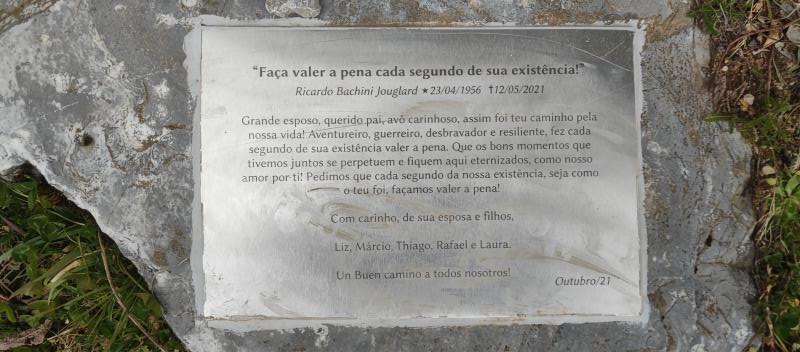 “Faça valer a pena cada segundo de sua existência!”
Ricardo Bachini Jouglard ★23/04/1956 ✝12/05/2021
Grande esposo, querido pai, avô carinhoso, assim foi teu caminho pela
nossa vida! Aventureiro, guerreiro, desbravador e resiliente, fez cada
segundo de sua existência valer a pena. Que os bons momentos que
tivemos juntos se perpetuem e fiquem aqui eternizados, como nosso
amor por ti! Pedimos que cada segundo da nossa existência, seja como
o teu foi, façamos valer a pena!
Com carinho, de sua esposa e filhos,
Liz, Márcio, Thiago, Rafael e Laura.
Un Buen camino a todos nosotros!
Outubro/21